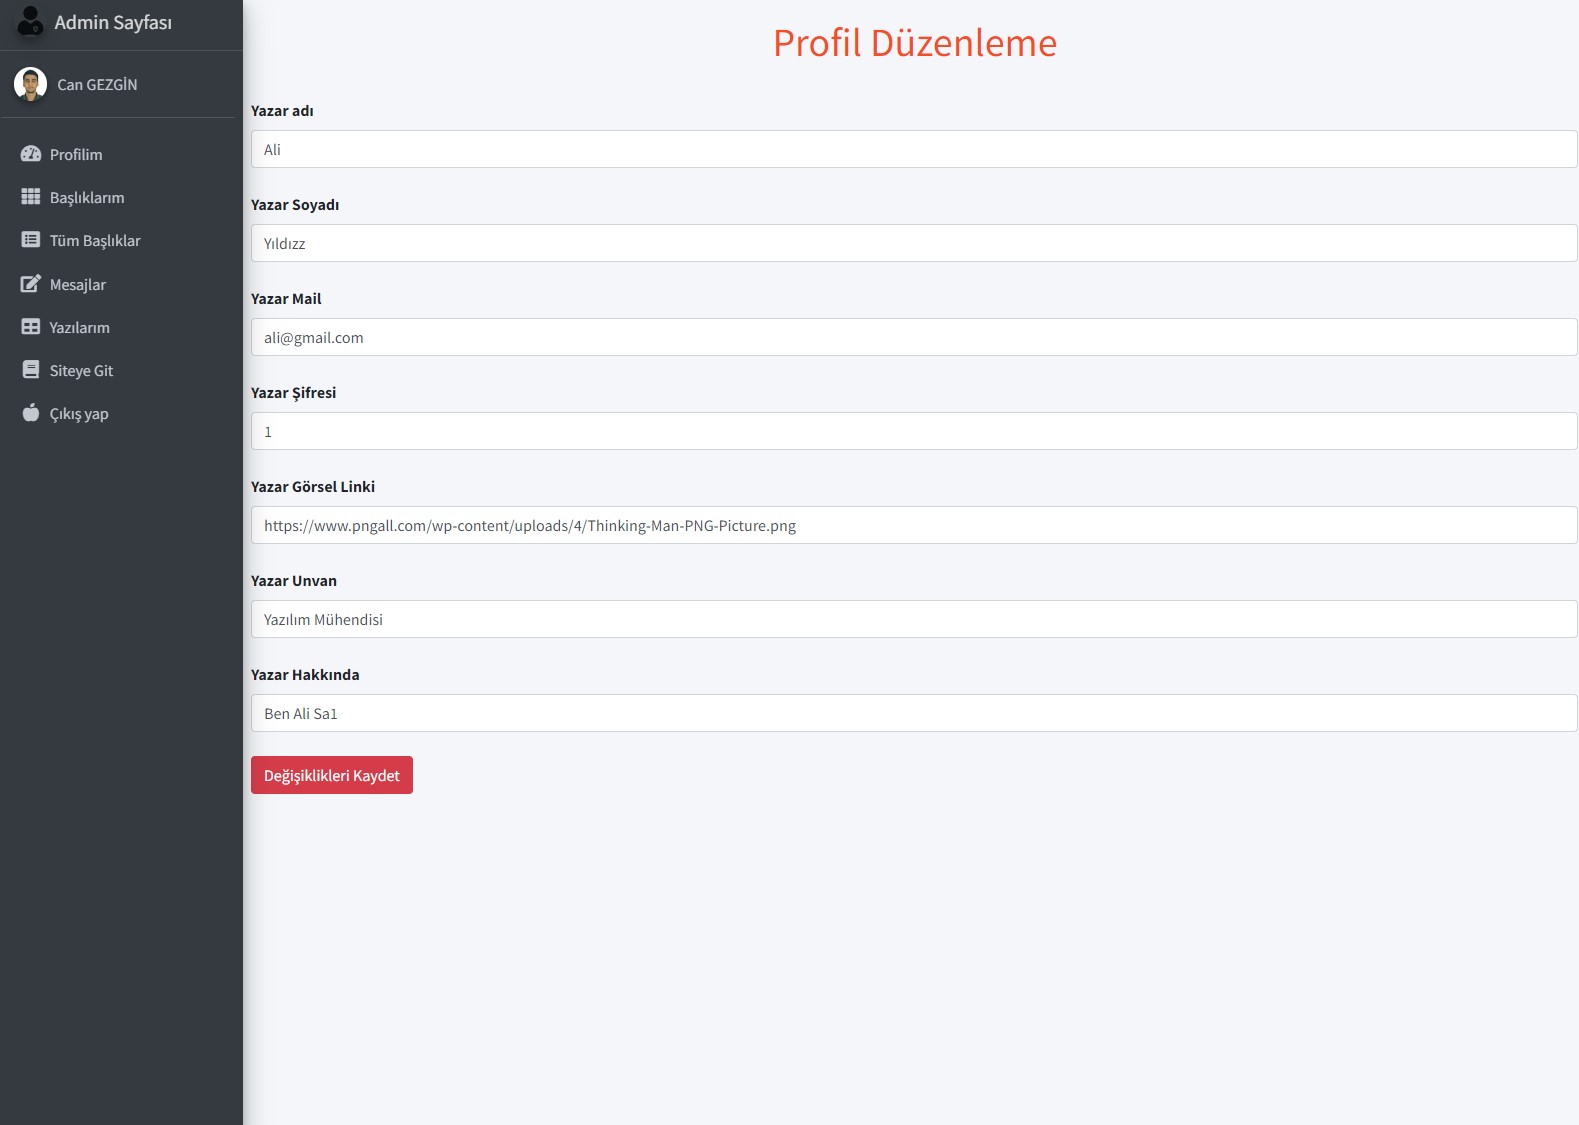 Admin Sayfası
Can GEZGİN
Profilim
Başlıklarım
Tüm Başlıklar
Mesajlar
Yazılarım
Siteye Git
Çıkış yap
Profil Düzenleme
Yazar adı
Ali
Yazar Soyadı
Yıldızz
Yazar Mail
ali@gmail.com
Yazar Şifresi
1
Yazar Görsel Linki
https://www.pngall.com/wp-content/uploads/4/Thinking-Man-PNG-Picture.png
Yazar Unvan
Yazılım Mühendisi
Yazar Hakkında
Ben Ali Sa1
Değişiklikleri Kaydet